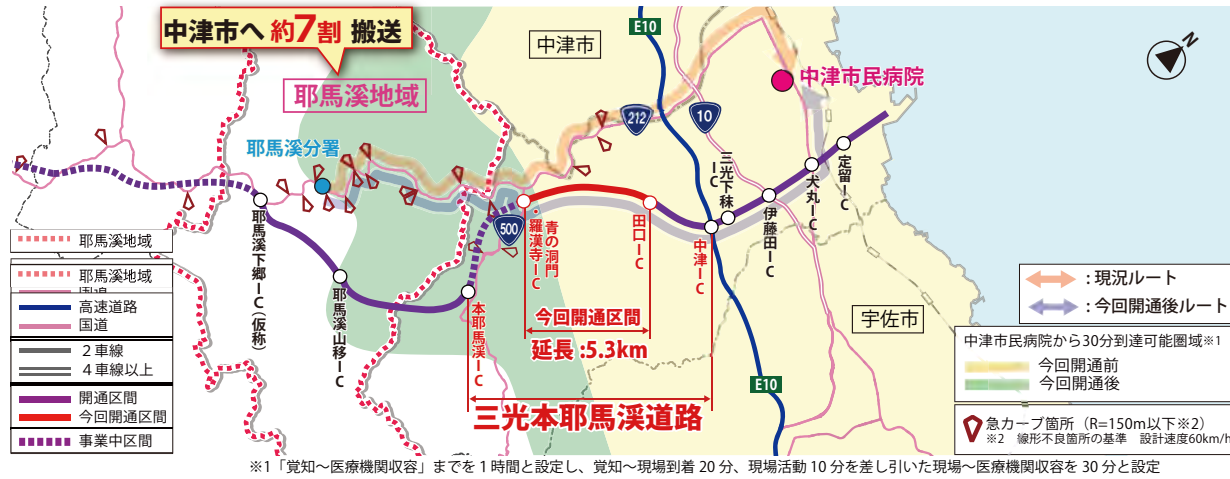 中津市へ 約7割 搬送
耶馬溪地域
中津市
E10
N
中津市民病院
212
10
耶馬溪分署
三光下秣IC
定留IC
犬丸IC
伊藤田IC
500
青の洞門・羅漢寺IC
田口IC
中津IC
耶馬溪下郷IC(仮称)
耶馬溪山移IC
本耶馬溪IC
今回開通区間
延長:5.3km
三光本耶馬溪道路
E10
宇佐市
耶馬溪地域
耶馬溪地域
国道
高速道路
国道
2車線
4車線以上
開通区間
今回開通区間
事業中区間
:現況ルート
:今回開通後ルート
中津市民病院から30分到達可能圏域※1
今回開通前
今回開通後
急カーブ箇所(R=150m以下※2)
※2 線形不良箇所の基準 設計速度60km/h
※1「覚知~医療機関収容」までを1時間と設定し、覚知~現場到着20分、現場活動10分を差し引いた現場~医療機関収容を30分と設定